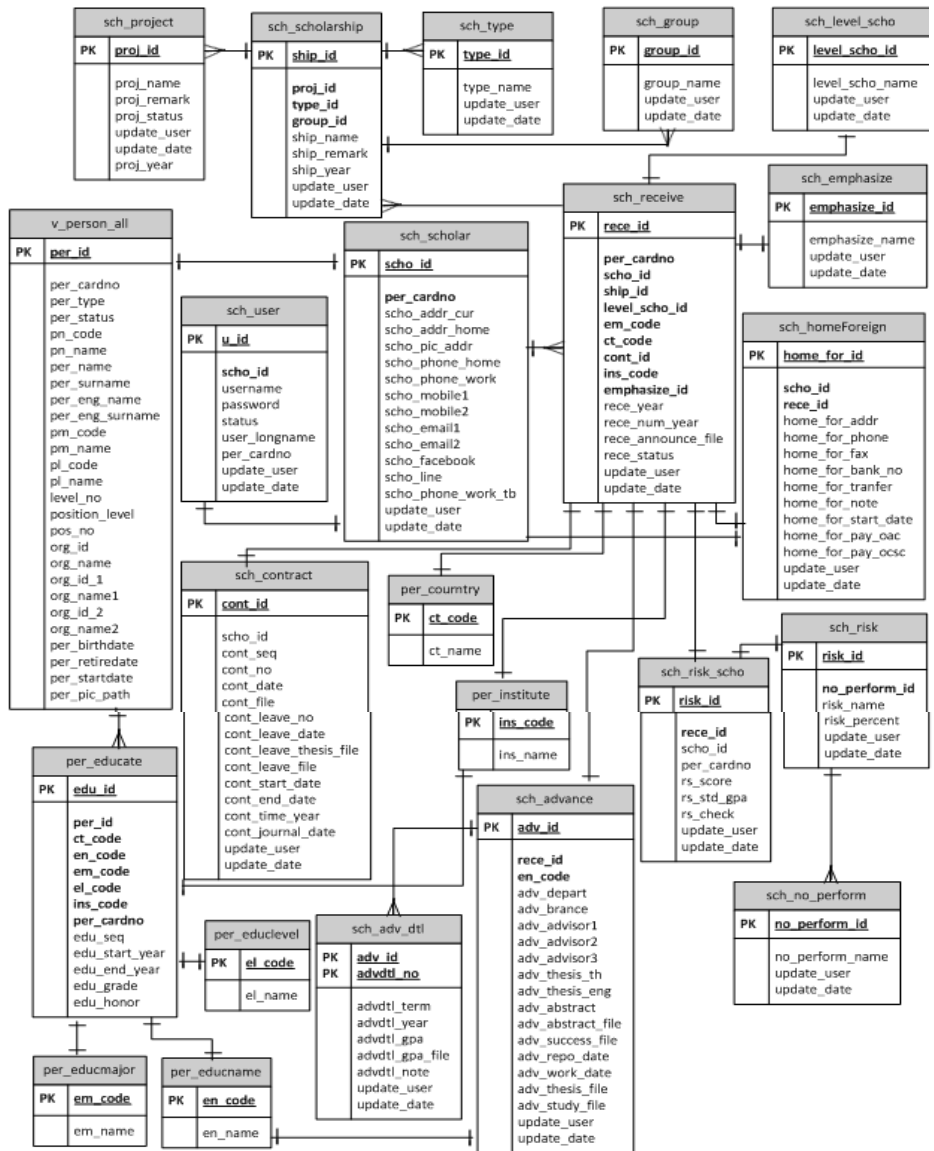 sch_project
PK proj_id
proj_name
proj_remark
proj_status
update_user
update_date
proj_year
sch_scholarship
PK ship_id
proj_id
type_id
group_id
ship_name
ship_remark
ship_year
update_user
update_date
sch_type
PK type_id
type_name
update_user
update_date
sch_group
PK group_id
group_name
update_user
update_date
sch_level_scho
PK level_scho_id
level_scho_name
update_user
update_date
v_person_all
PK per_id
per_cardno
per_type
per_status
pn_code
pn_name
per_name
per_surname
per_eng_name
per_eng_surname
pm_code
pm_name
pl_code
pl_name
level_no
position_level
pos_no
org_id
org_name
org_id_1
org_name1
org_id_2
org_name2
per_birthdate
per_retiredate
per_startdate
per_pic_path
sch_user
PK u_id
scho_id
username
password
status
user_longname
per_cardno
update_user
update_date
sch_scholar
PK scho_id
per_cardno
scho_addr_cur
scho_addr_home
scho_pic_addr
scho_phone_home
scho_phone_work
scho_mobile1
scho_mobile2
scho_email1
scho_email2
scho_facebook
scho_line
scho_phone_work_tb
update_user
update_date
sch_receive
PK rece_id
per_cardno
scho_id
ship_id
level_scho_id
em_code
ct_code
cont_id
ins_code
emphasize_id
rece_year
rece_num_year
rece_announce_file
rece_status
update_user
update_date
sch_emphasize
PK emphasize_id
emphasize_name
update_user
update_date
sch_homeForeign
PK home_for_id
scho_id
rece_id
home_for_addr
home_for_phone
home_for_fax
home_for_bank_no
home_for_tranfer
home_for_note
home_for_start_date
home_for_pay_oac
home_for_pay_ocsc
update_user
update_date
sch_contract
PK cont_id
scho_id
cont_seq
cont_no
cont_date
cont_file
cont_leave_no
cont_leave_date
cont_leave_thesis_file
cont_leave_file
cont_start_date
cont_end_date
cont_time_year
cont_journal_date
update_user
update_date
per_courntry
PK ct_code
ct_name
per_institute
PK ins_code
ins_name
sch_risk_scho
PK risk_id
rece_id
scho_id
per_cardno
rs_score
rs_std_gpa
rs_check
update_user
update_date
sch_risk
PK risk_id
no_perform_id
risk_name
risk_percent
update_user
update_date
per_educate
PK edu_id
per_id
ct_code
en_code
em_code
el_code
ins_code
per_cardno
edu_seq
edu_start_year
edu_end_year
edu_grade
edu_honor
per_educlevel
PK el_code
el_name
sch_adv_dtl
PK adv_id
PK advdtl_no
advdtl_term
advdtl_year
advdtl_gpa
advdtl_gpa_file
advdtl_note
update_user
update_date
sch_advance
PK adv_id
rece_id
en_code
adv_depart
adv_brance
adv_advisor1
adv_advisor2
adv_advisor3
adv_thesis_th
adv_thesis_eng
adv_abstract
adv_abstract_file
adv_success_file
adv_repo_date
adv_work_date
adv_thesis_file
adv_study_file
update_user
update_date
sch_no_perform
PK no_perform_id
no_perform_name
update_user
update_date
per_educmajor
PK em_code
em_name
per_educname
PK en_code
en_name